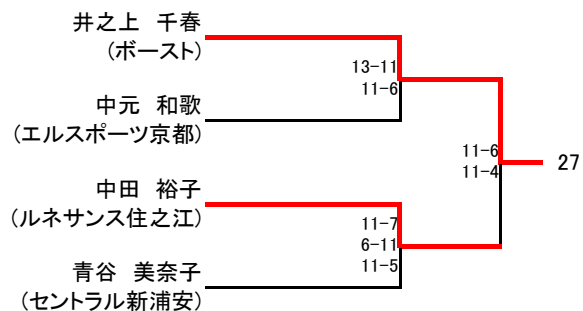 井之上 千春
(ボースト)
13-11
11-6
中元 和歌
(エルスポーツ京都)
11-6
11-4
27
中田 裕子
(ルネサンス住之江)
11-7
6-11
11-5
青谷 美奈子
(セントラル新浦安)